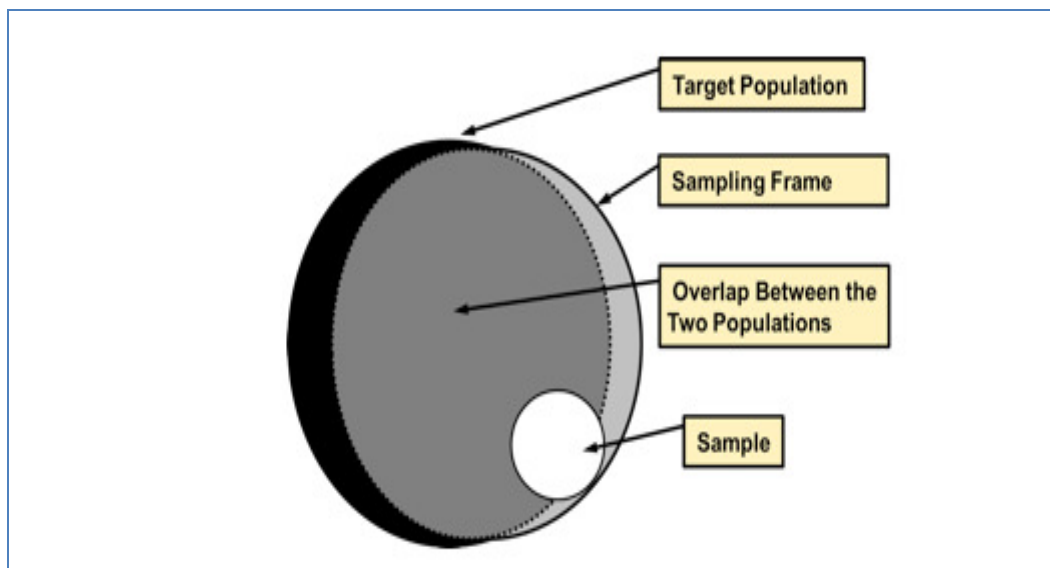 Target Population
Sampling Frame
Overlap Between the
Two Populations
Sample